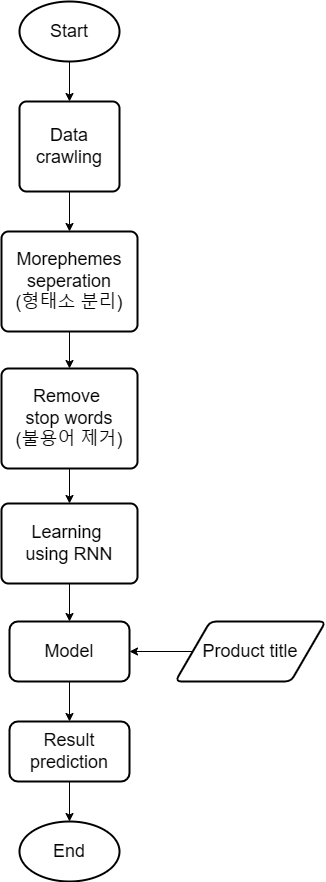 Start
Data
crawling
Morephemes
seperation
(형태소 분리)
Remove
stop words
(불용어 제거)
Learning
using RNN
Model
Product title
Result
prediction
End